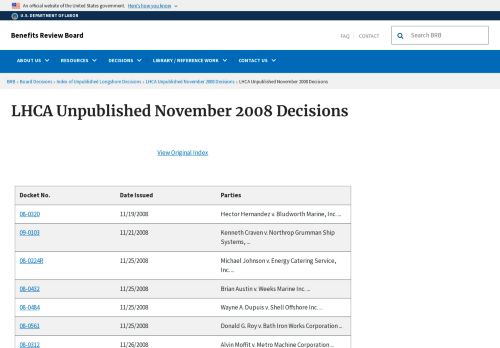 An official website of the United States government. Here's how you know
U.S. DEPARTMENT OF LABOR
Benefits Review Board
FAQ
CONTACT
Search BRB
ABOUT US
RESOURCES
DECISIONS
LIBRARY / REFERENCE WORK
CONTACT US
BRB › Board Decisions › Index of Unpublished Longshore Decisions › LHCA Unpublished November 2008 Decisions › LHCA Unpublished November 2008 Decisions
LHCA Unpublished November 2008 Decisions
View Original Index
Docket No. Date Issued Parties
08-0320 11/19/2008 Hector Hernandez v. Bludworth Marine, Inc. ...
09-0103 11/21/2008 Kenneth Craven v. Northrop Grumman Ship
Systems, ...
08-0224R 11/25/2008 Michael Johnson v. Energy Catering Service,
Inc. ...
08-0432 11/25/2008 Brian Austin v. Weeks Marine Inc. ...
08-0484 11/25/2008 Wayne A. Dupuis v. Shell Offshore Inc. ...
08-0561 11/25/2008 Donald G. Roy v. Bath Iron Works Corporation ...
08-0312 11/26/2008 Alvin Moffit v. Metro Machine Corporation ...